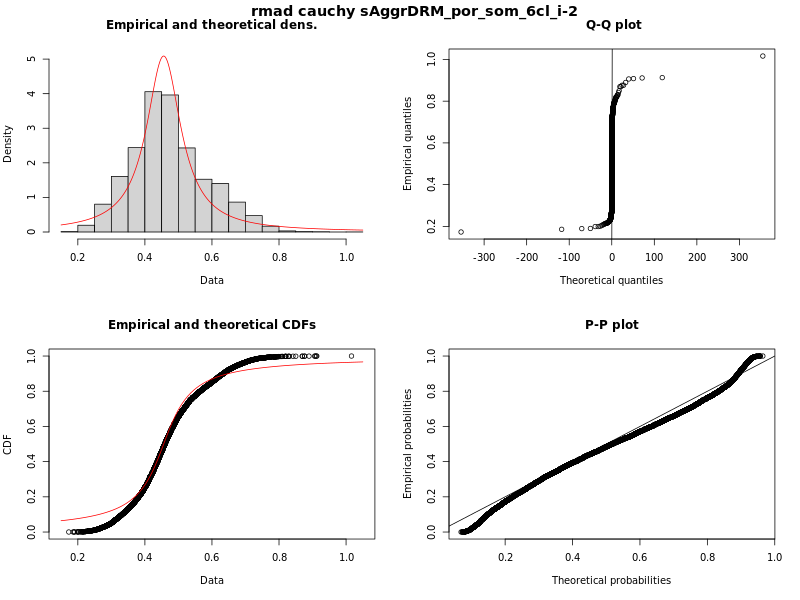 rmad cauchy sAggrDRM_por_som_6cl_i-2
Empirical and theoretical dens.
Density
0 1 2 3 4 5
0.2 0.4 0.6 0.8 1.0
Data
Q-Q plot
Empirical quantiles
0.2 0.4 0.6 0.8 1.0
-300 -200 -100 0 100 200 300
Theoretical quantiles
Empirical and theoretical CDFs
CDF
0.0 0.2 0.4 0.6 0.8 1.0
0.2 0.4 0.6 0.8 1.0
Data
P-P plot
Empirical probabilities
0.0 0.2 0.4 0.6 0.8 1.0
0.2 0.4 0.6 0.8 1.0
Theoretical probabilities